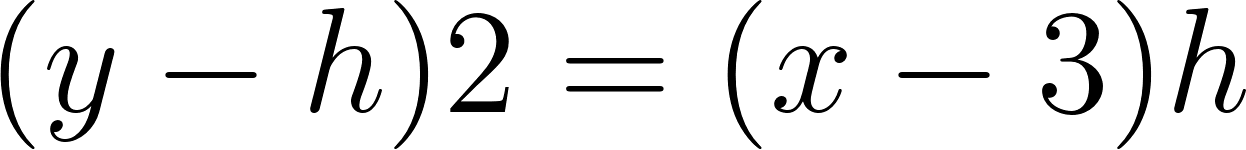 (y − h)2 = (x − 3)h